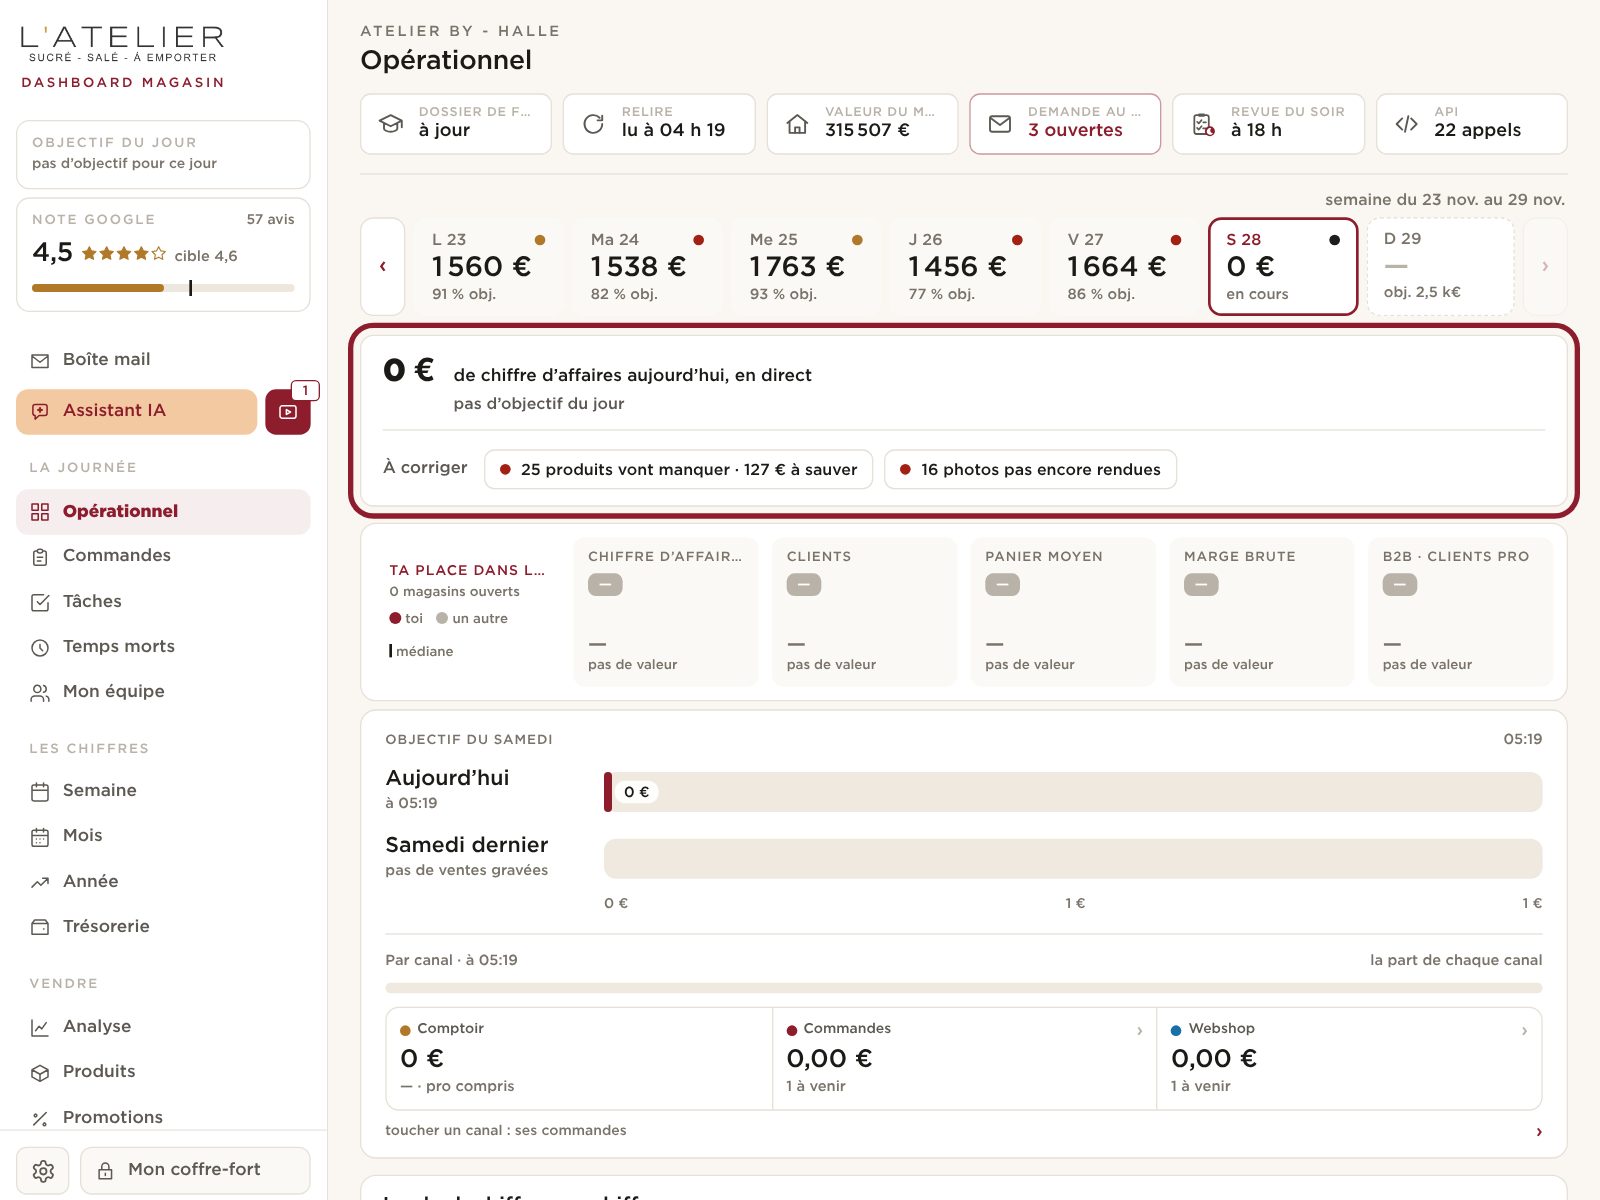 L'ATELIER
SUCRÉ - SALÉ - À EMPORTER
DASHBOARD MAGASIN
OBJECTIF DU JOUR
pas d’objectif pour ce jour
NOTE GOOGLE
57 avis
4,5
cible 4,6
Boîte mail
Assistant IA
1
LA JOURNÉE
Opérationnel
Commandes
Tâches
Temps morts
Mon équipe
LES CHIFFRES
Semaine
Mois
Année
Trésorerie
VENDRE
Analyse
Produits
Promotions
Mon coffre-fort
ATELIER BY - HALLE
Opérationnel
DOSSIER DE F...
à jour
RELIRE
lu à 04 h 19
VALEUR DU M...
315 507 €
DEMANDE AU ...
3 ouvertes
REVUE DU SOIR
à 18 h
API
22 appels
semaine du 23 nov. au 29 nov.
L 23
1 560 €
91 % obj.
Ma 24
1 538 €
82 % obj.
Me 25
1 763 €
93 % obj.
J 26
1 456 €
77 % obj.
V 27
1 664 €
86 % obj.
S 28
0 €
en cours
D 29
—
obj. 2,5 k€
0 €
de chiffre d’affaires aujourd’hui, en direct
pas d’objectif du jour
À corriger
25 produits vont manquer · 127 € à sauver
16 photos pas encore rendues
TA PLACE DANS L...
0 magasins ouverts
toi
un autre
médiane
CHIFFRE D’AFFAIR...
—
—
pas de valeur
CLIENTS
—
—
pas de valeur
PANIER MOYEN
—
—
pas de valeur
MARGE BRUTE
—
—
pas de valeur
B2B · CLIENTS PRO
—
—
pas de valeur
OBJECTIF DU SAMEDI
05:19
Aujourd’hui
à 05:19
0 €
Samedi dernier
pas de ventes gravées
0 €
1 €
1 €
Par canal · à 05:19
la part de chaque canal
Comptoir
0 €
— · pro compris
Commandes
0,00 €
1 à venir
Webshop
0,00 €
1 à venir
toucher un canal : ses commandes